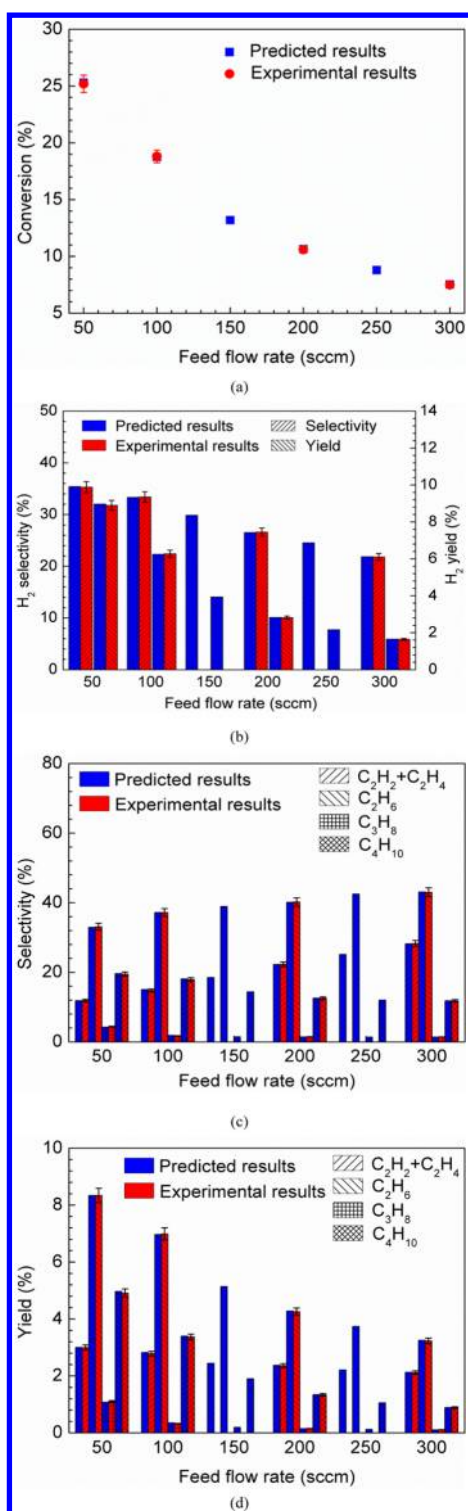 30
25
20
15
10
5
Conversion (%)
Predicted results
Experimental results
50 100 150 200 250 300
Feed flow rate (sccm)
(a)
50
40
30
20
10
0
H₂ selectivity (%)
Predicted results
Experimental results
Selectivity
Yield
14
12
10
8
6
4
2
0
H₂ yield (%)
50 100 150 200 250 300
Feed flow rate (sccm)
(b)
80
60
40
20
0
Selectivity (%)
Predicted results
Experimental results
C₂H₂+C₂H₄
C₂H₆
C₃H₈
C₄H₁₀
50 100 150 200 250 300
Feed flow rate (sccm)
(c)
10
8
6
4
2
0
Yield (%)
Predicted results
Experimental results
C₂H₂+C₂H₄
C₂H₆
C₃H₈
C₄H₁₀
50 100 150 200 250 300
Feed flow rate (sccm)
(d)